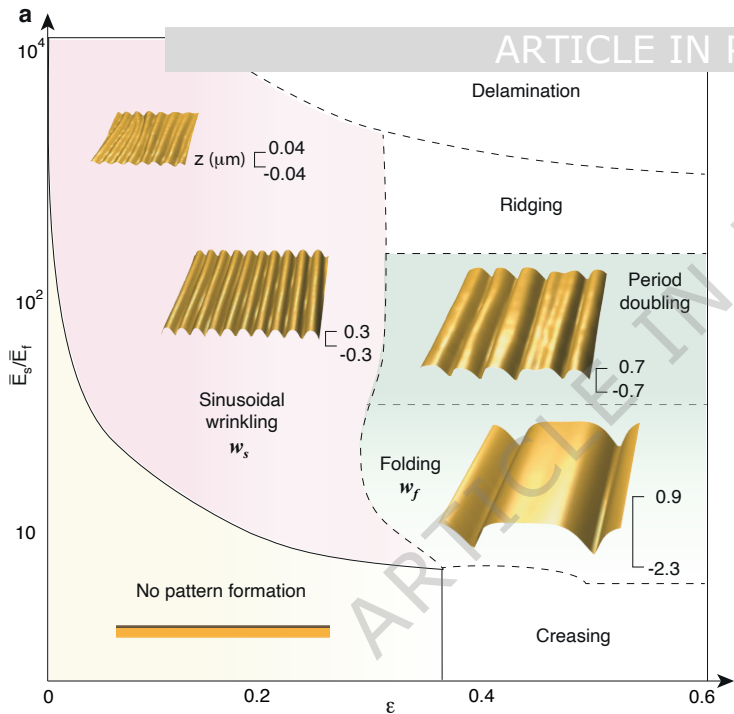 a
ARTICLE IN P
10⁴
Delamination
z (μm)
0.04
-0.04
Ridging
10²
Period
doubling
0.3
-0.3
0.7
-0.7
Ē_s/Ē_f
Sinusoidal
wrinkling
w_s
Folding
w_f
0.9
-2.3
10
No pattern formation
Creasing
0
0.2
0.4
0.6
ε
ARTICLE IN